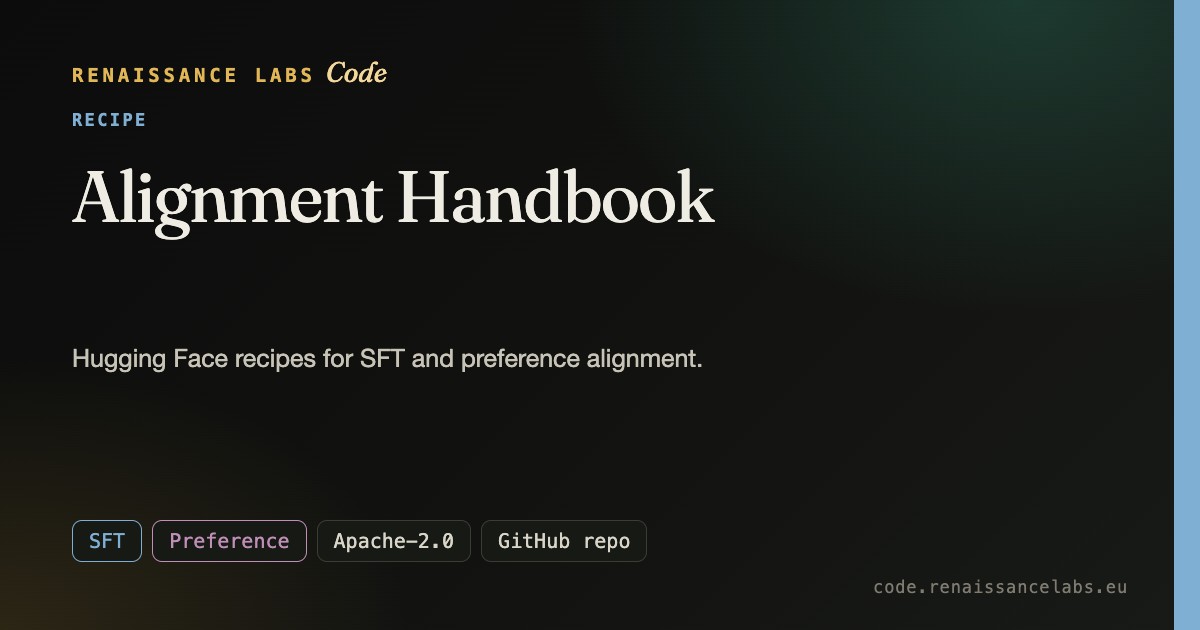 RENAISSANCE LABS Code
RECIPE
Alignment Handbook
Hugging Face recipes for SFT and preference alignment.
SFT Preference Apache-2.0 GitHub repo
code.renaissancelabs.eu